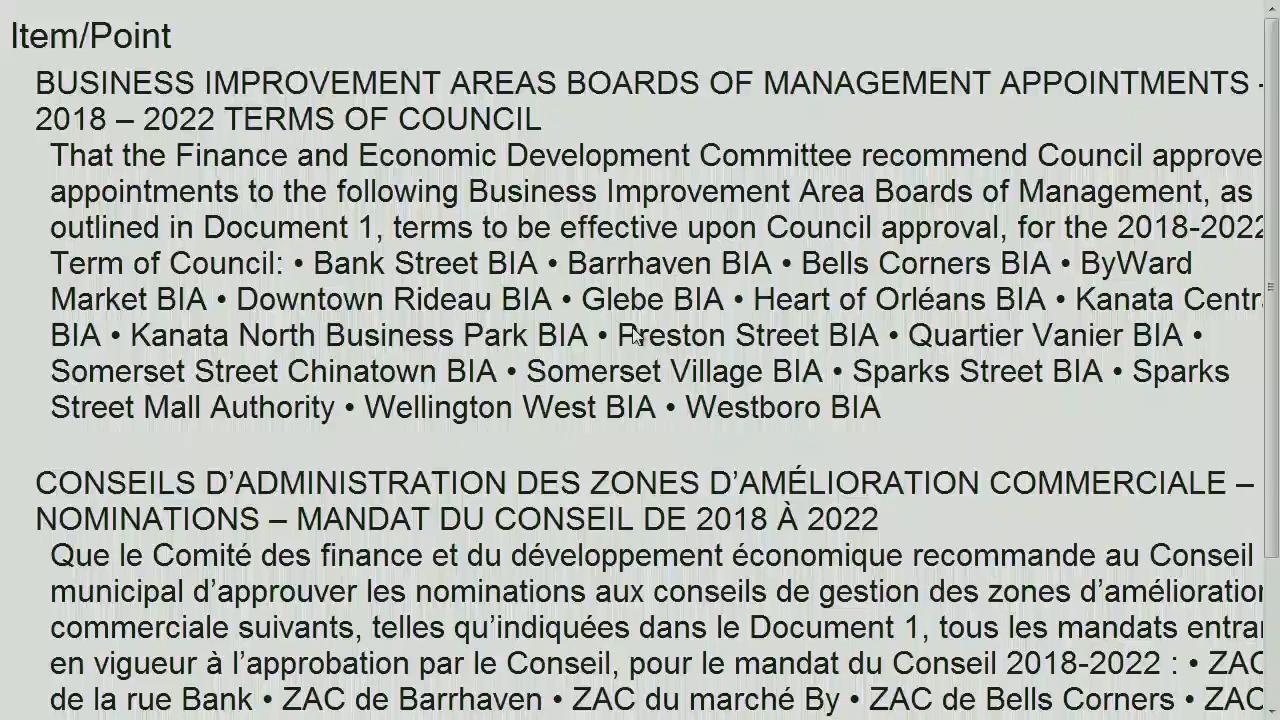 Item/Point
BUSINESS IMPROVEMENT AREAS BOARDS OF MANAGEMENT APPOINTMENTS -
2018 – 2022 TERMS OF COUNCIL
That the Finance and Economic Development Committee recommend Council approve
appointments to the following Business Improvement Area Boards of Management, as
outlined in Document 1, terms to be effective upon Council approval, for the 2018-2022
Term of Council: • Bank Street BIA • Barrhaven BIA • Bells Corners BIA • ByWard
Market BIA • Downtown Rideau BIA • Glebe BIA • Heart of Orléans BIA • Kanata Centr
BIA • Kanata North Business Park BIA • Preston Street BIA • Quartier Vanier BIA •
Somerset Street Chinatown BIA • Somerset Village BIA • Sparks Street BIA • Sparks
Street Mall Authority • Wellington West BIA • Westboro BIA
CONSEILS D’ADMINISTRATION DES ZONES D’AMÉLIORATION COMMERCIALE –
NOMINATIONS – MANDAT DU CONSEIL DE 2018 À 2022
Que le Comité des finance et du développement économique recommande au Conseil
municipal d’approuver les nominations aux conseils de gestion des zones d’amélioration
commerciale suivants, telles qu’indiquées dans le Document 1, tous les mandats entra
en vigueur à l’approbation par le Conseil, pour le mandat du Conseil 2018-2022 : • ZAC
de la rue Bank • ZAC de Barrhaven • ZAC du marché By • ZAC de Bells Corners • ZAC